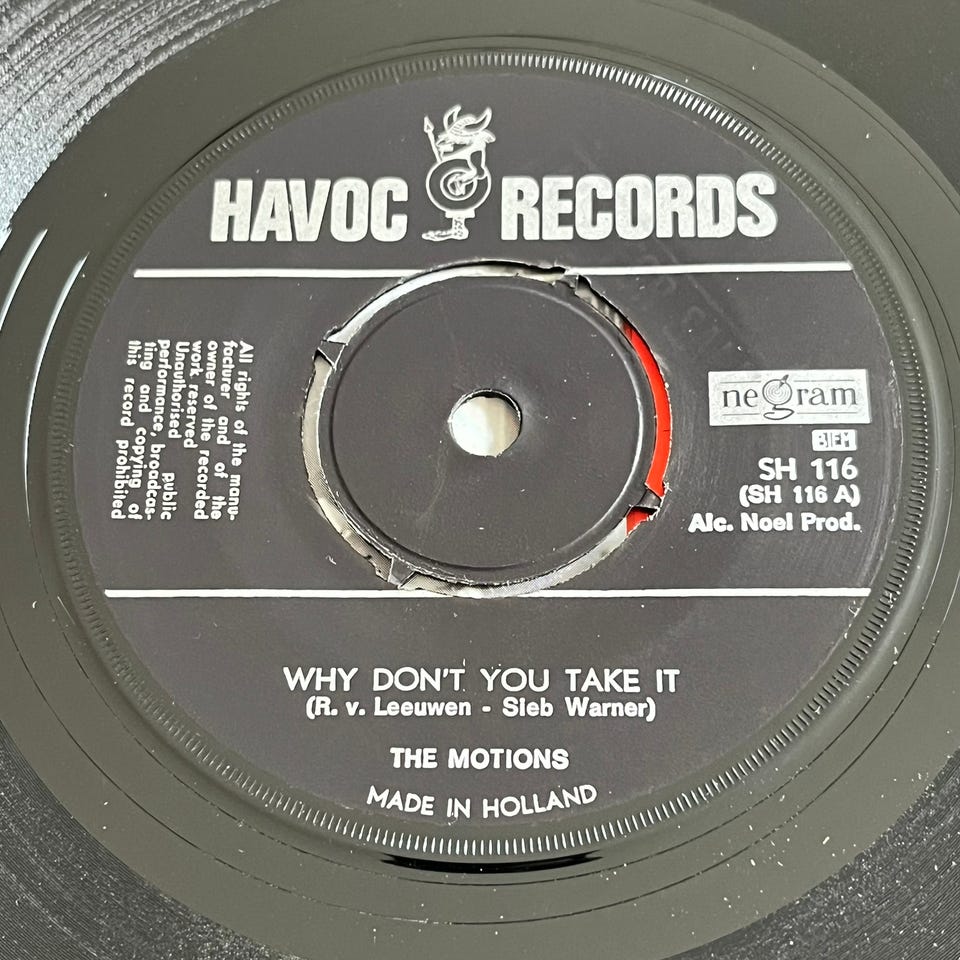 HAVOC RECORDS
All rights of the manu-
facturer and of the
owner of the recorded
work reserved
Unauthorised public
performance, broadcas-
ting and copying of
this record prohibited
negram
BIEM
SH 116
(SH 116 A)
Alc. Noel Prod.
WHY DON'T YOU TAKE IT
(R. v. Leeuwen - Sieb Warner)
THE MOTIONS
MADE IN HOLLAND